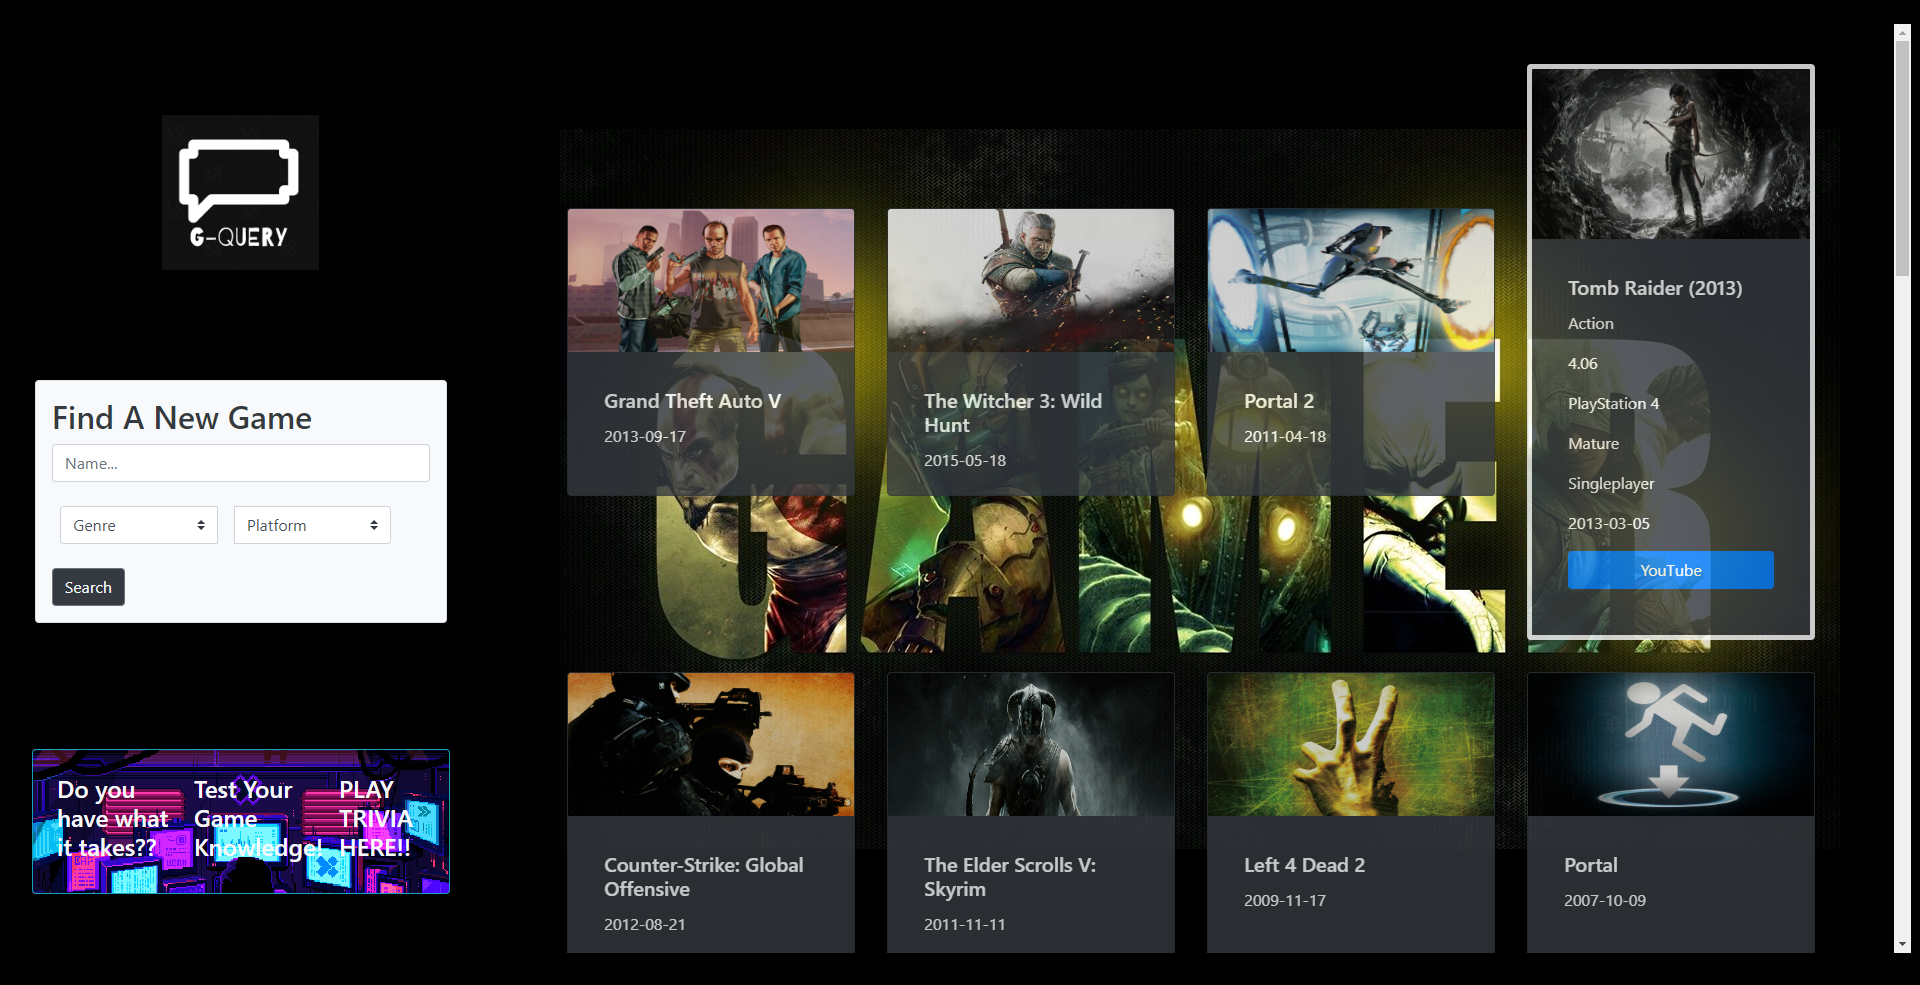 G-QUERY
Find A New Game
Name...
Genre
Platform
Search
Do you
have what
it takes??
Test Your
Game
Knowledge!
PLAY
TRIVIA
HERE!!
GAMER
Grand Theft Auto V
2013-09-17
The Witcher 3: Wild
Hunt
2015-05-18
Portal 2
2011-04-18
Tomb Raider (2013)
Action
4.06
PlayStation 4
Mature
Singleplayer
2013-03-05
YouTube
Counter-Strike: Global
Offensive
2012-08-21
The Elder Scrolls V:
Skyrim
2011-11-11
Left 4 Dead 2
2009-11-17
Portal
2007-10-09